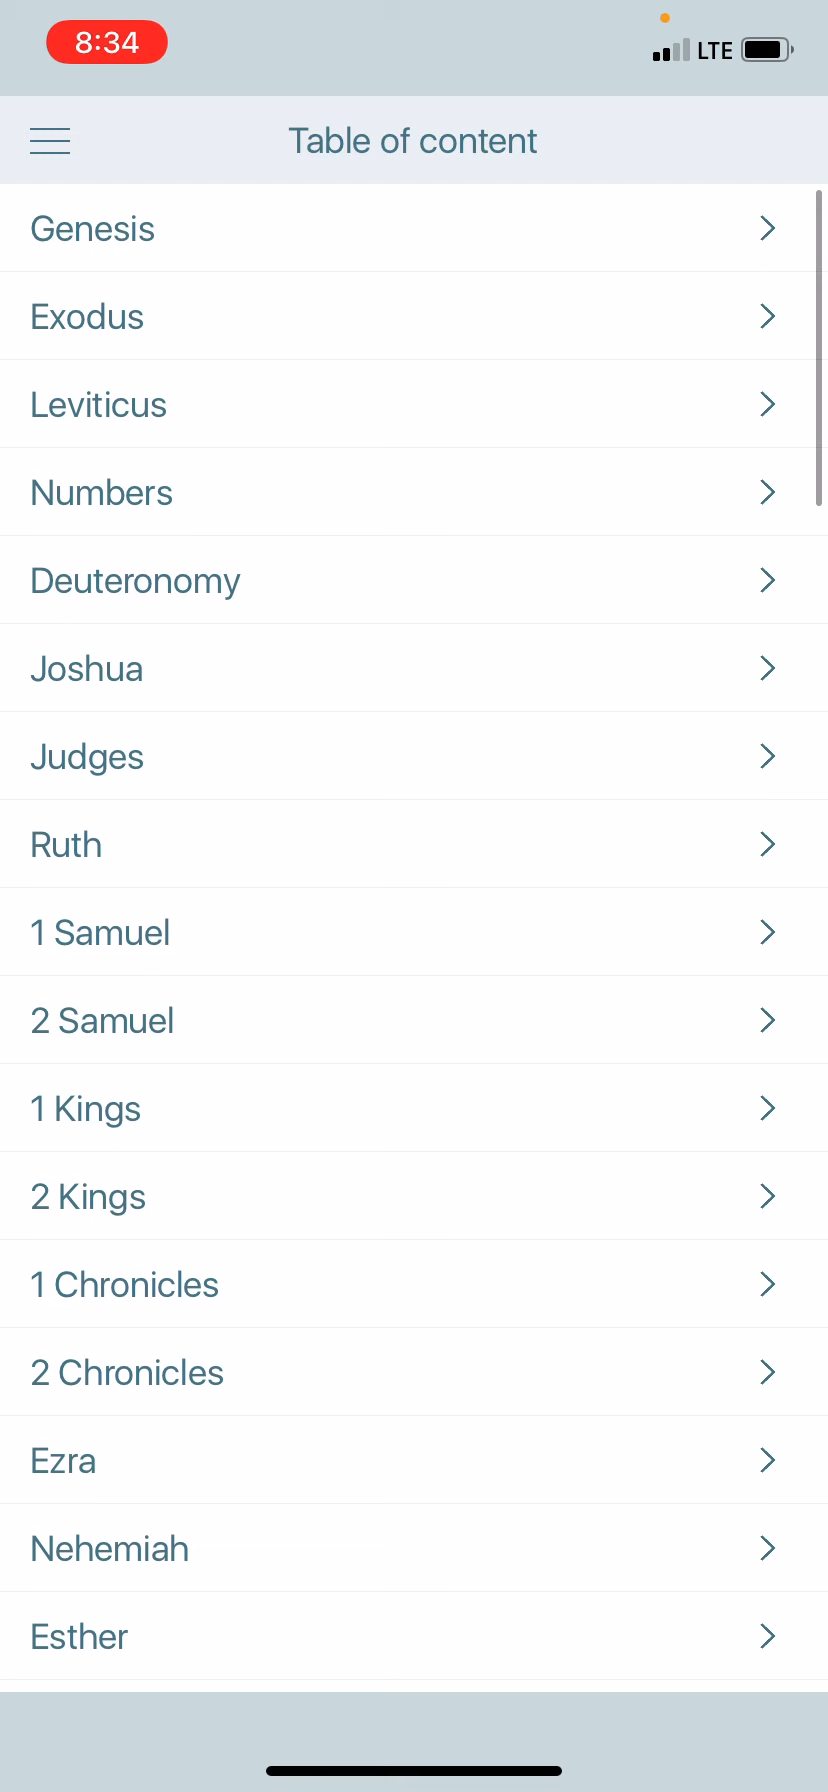 8:34
LTE
Table of content
Genesis
Exodus
Leviticus
Numbers
Deuteronomy
Joshua
Judges
Ruth
1 Samuel
2 Samuel
1 Kings
2 Kings
1 Chronicles
2 Chronicles
Ezra
Nehemiah
Esther